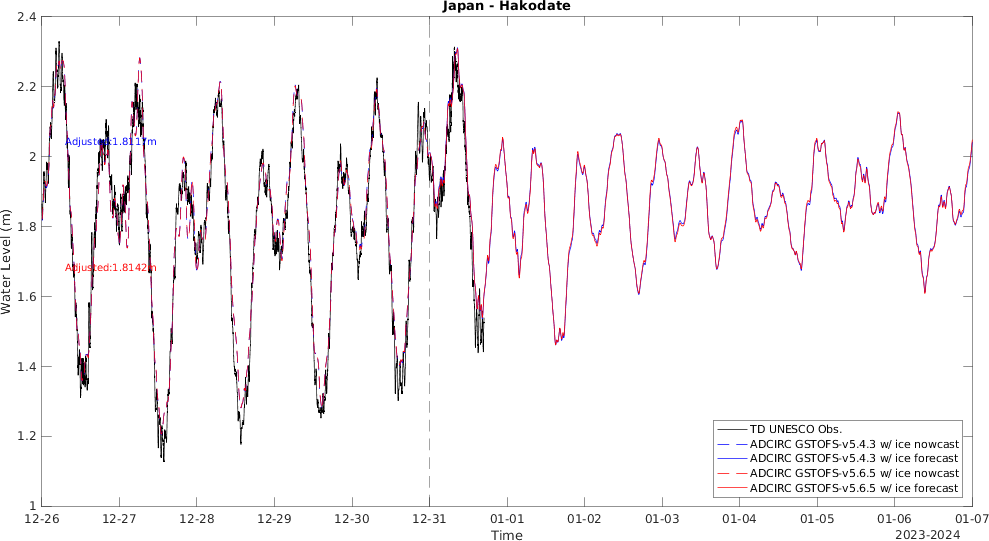 Japan - Hakodate
Water Level (m)
2.4
2.2
2
1.8
1.6
1.4
1.2
1
Adjusted:1.8117m
Adjusted:1.8142m
TD UNESCO Obs.
ADCIRC GSTOFS-v5.4.3 w/ ice nowcast
ADCIRC GSTOFS-v5.4.3 w/ ice forecast
ADCIRC GSTOFS-v5.6.5 w/ ice nowcast
ADCIRC GSTOFS-v5.6.5 w/ ice forecast
12-26 12-27 12-28 12-29 12-30 12-31 01-01 01-02 01-03 01-04 01-05 01-06 01-07
Time
2023-2024